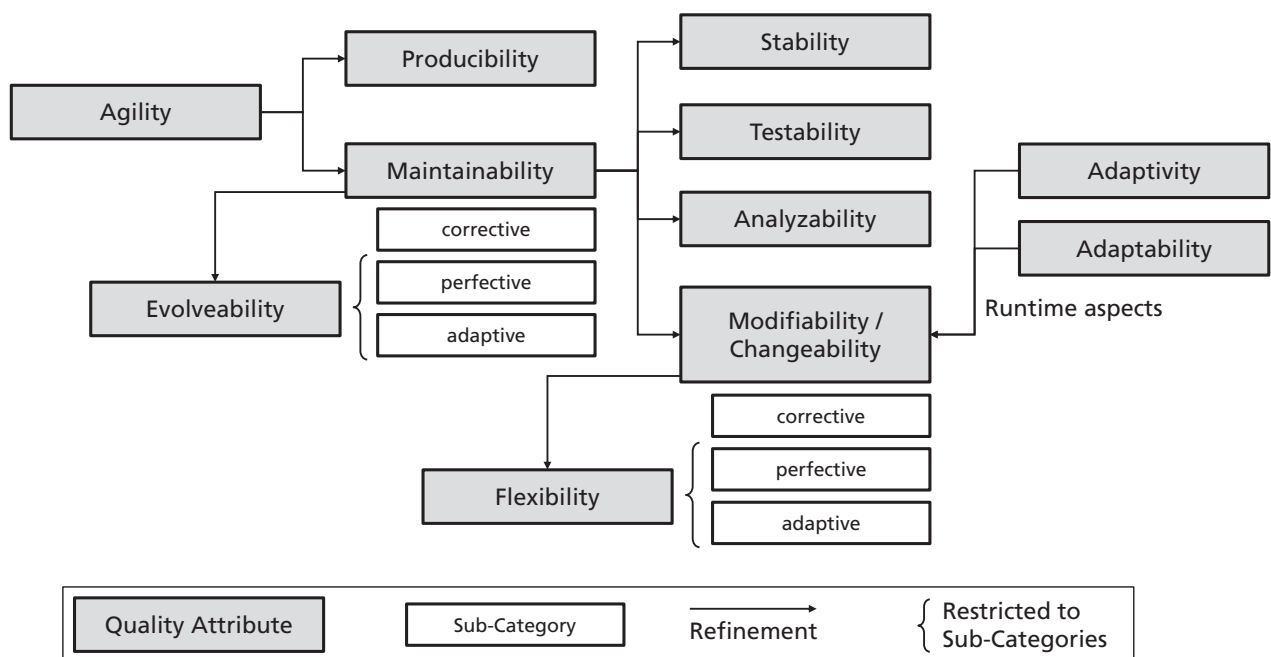 Agility
Producibility
Maintainability
corrective
perfective
adaptive
Evolveability
Stability
Testability
Analyzability
Modifiability /
Changeability
Adaptivity
Adaptability
Runtime aspects
corrective
perfective
adaptive
Flexibility
Quality Attribute
Sub-Category
Refinement
Restricted to
Sub-Categories